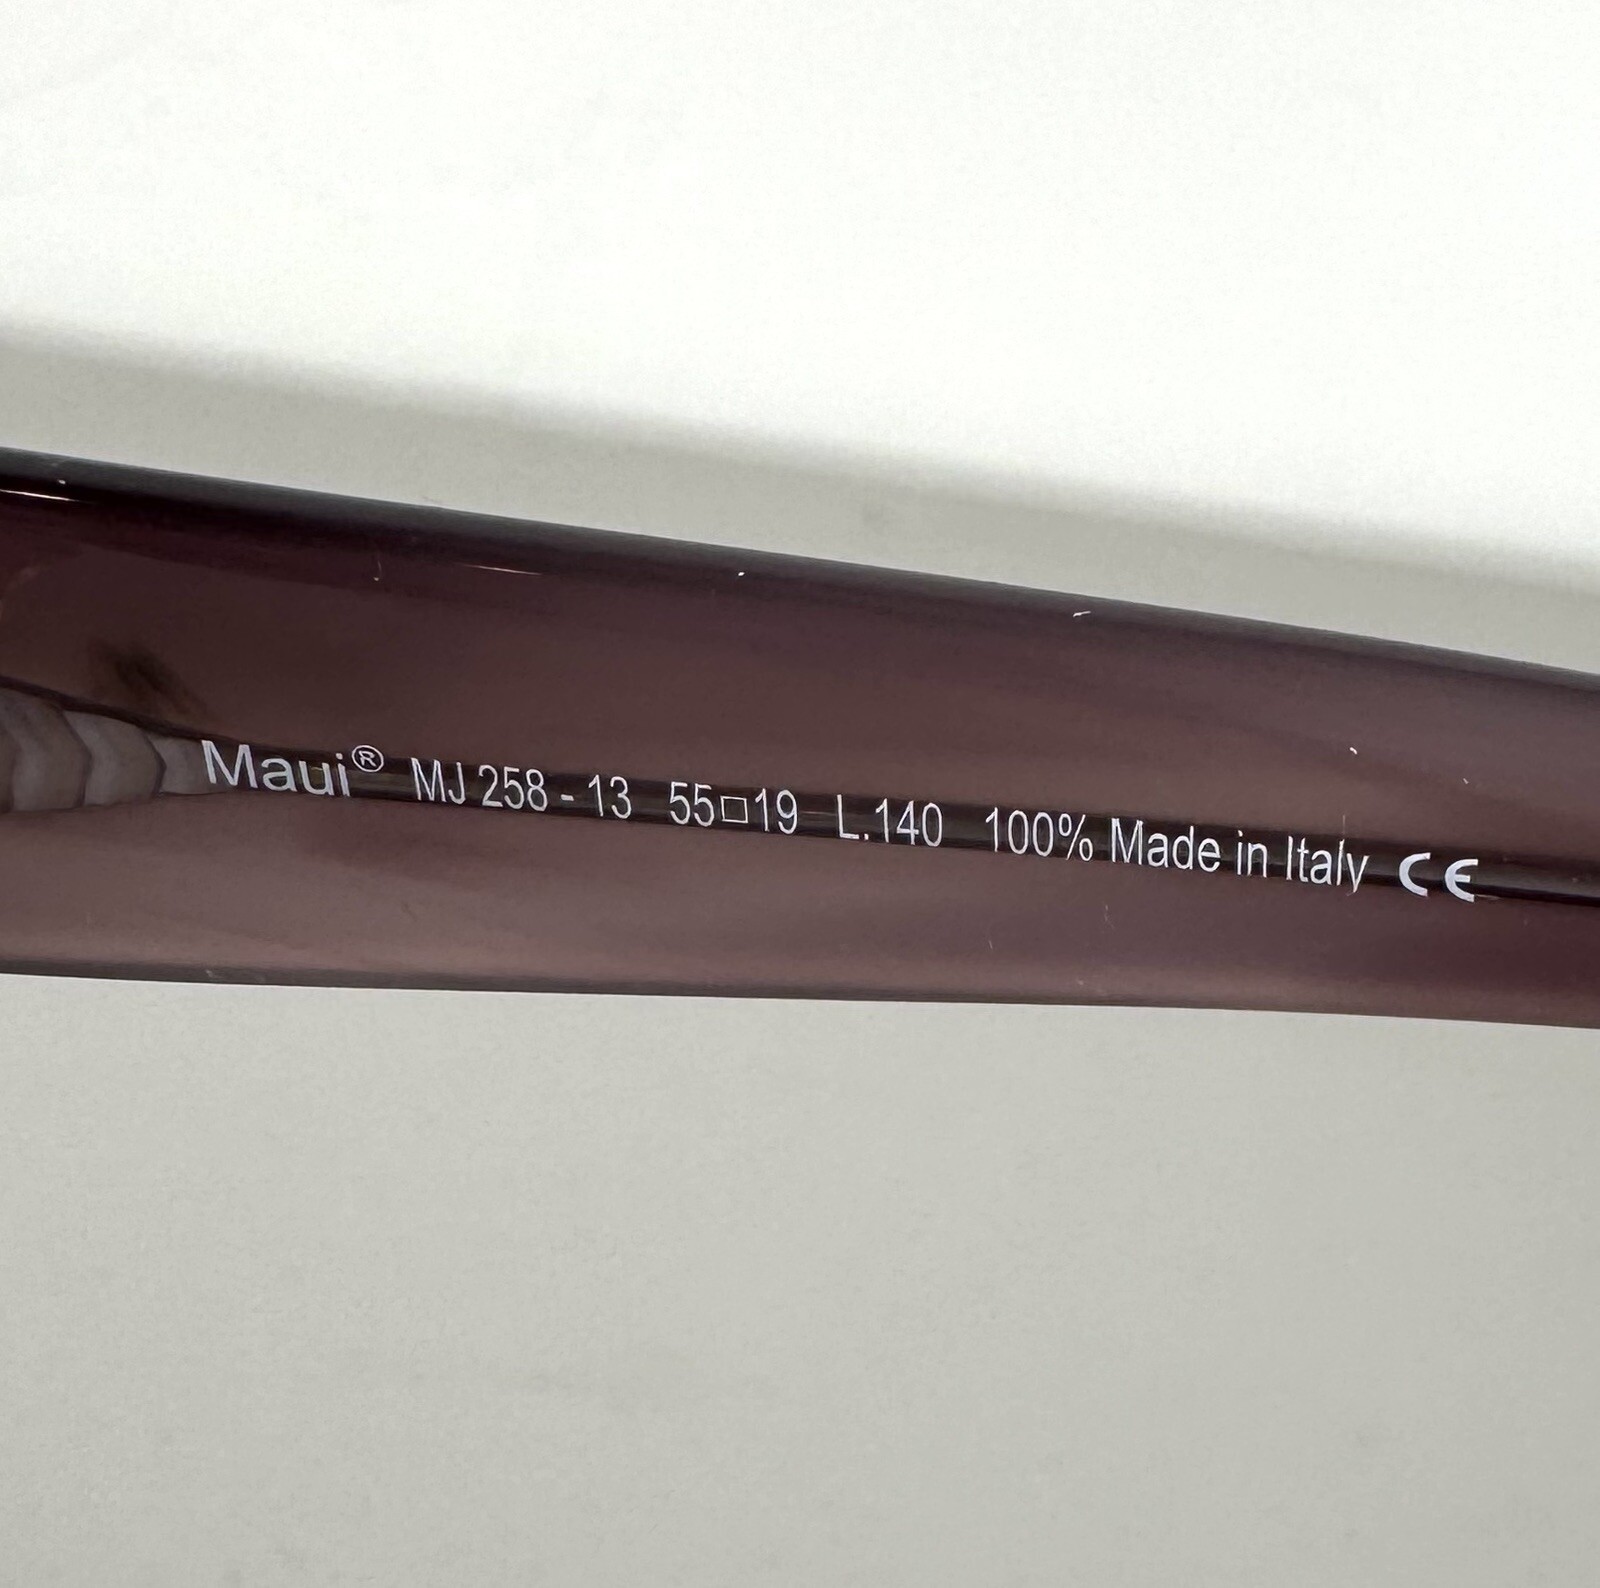 Maui® MJ 258 - 13 55□19 L.140 100% Made in Italy CE